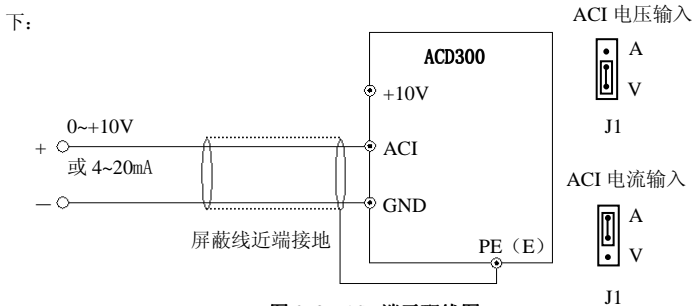 下：
ACI 电压输入
A
V
J1
ACD300
+10V
0~+10V
+
或 4~20mA
ACI
—
GND
屏蔽线近端接地
PE（E）
ACI 电流输入
A
V
J1